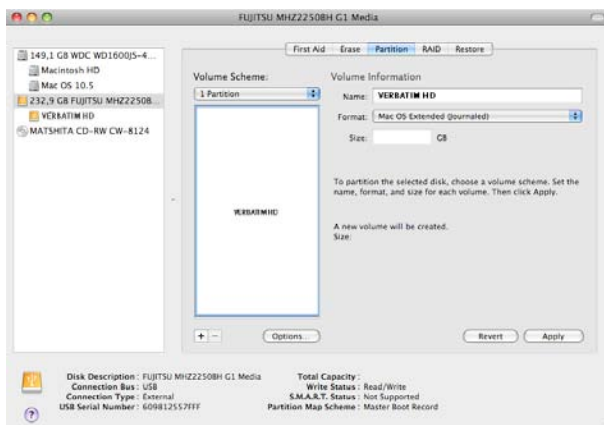 FUJITSU MHZ2250BH G1 Media
First Aid Erase Partition RAID Restore
149,1 GB WDC WD1600JS-4...
Macintosh HD
Mac OS 10.5
232,9 GB FUJITSU MHZ2250B...
VERBATIM HD
MATSHITA CD-RW CW-8124
Volume Scheme:
1 Partition
VERBATIM HD
+ −
Options...
Volume Information
Name: VERBATIM HD
Format: Mac OS Extended (Journaled)
Size: GB
To partition the selected disk, choose a volume scheme. Set the
name, format, and size for each volume. Then click Apply.
A new volume will be created.
Size:
Revert Apply
Disk Description : FUJITSU MHZ2250BH G1 Media
Connection Bus : USB
Connection Type : External
USB Serial Number : 609812557FFF
Total Capacity :
Write Status : Read/Write
S.M.A.R.T. Status : Not Supported
Partition Map Scheme : Master Boot Record
?